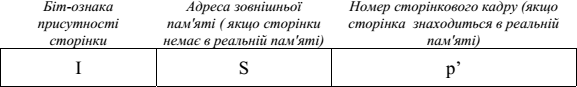 Біт-ознака присутності сторінки
Адреса зовнішньої пам'яті ( якщо сторінки немає в реальній пам'яті)
Номер сторінкового кадру (якщо сторінка знаходиться в реальній пам'яті)
I S p’